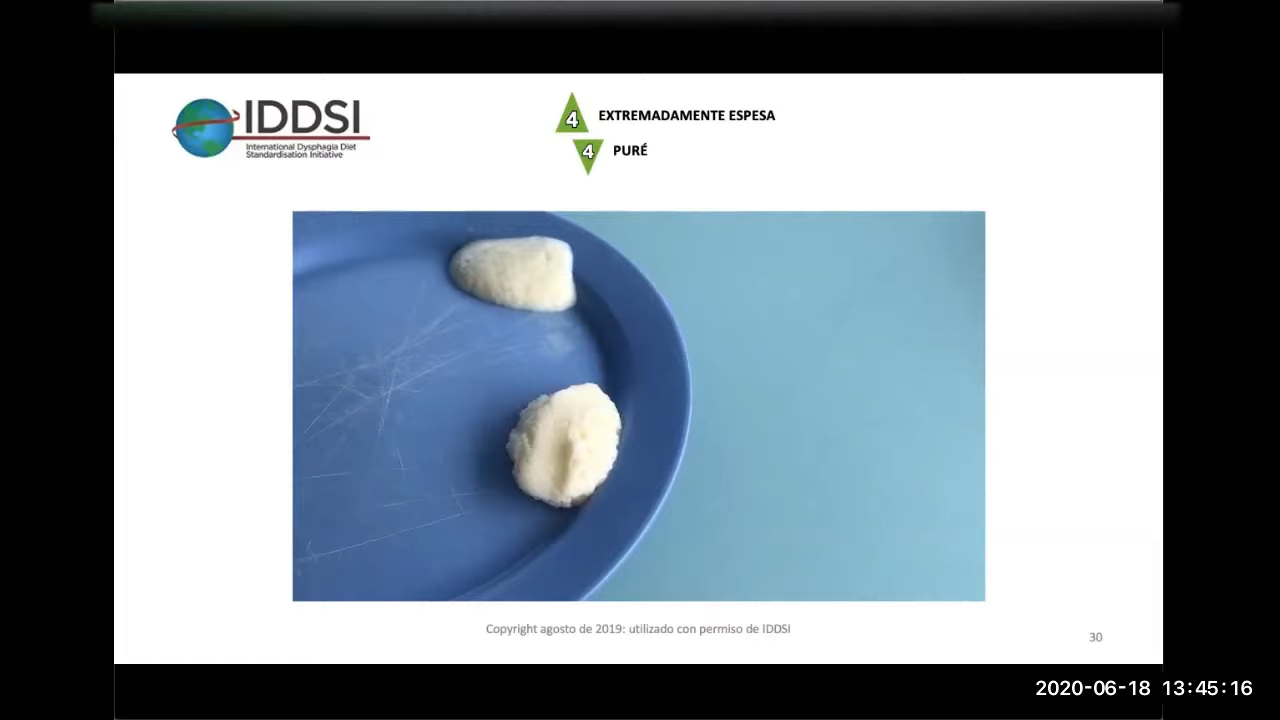 IDDSI
International Dysphagia Diet
Standardisation Initiative
4 EXTREMADAMENTE ESPESA
4 PURÉ
Copyright agosto de 2019: utilizado con permiso de IDDSI
30
2020-06-18 13:45:16